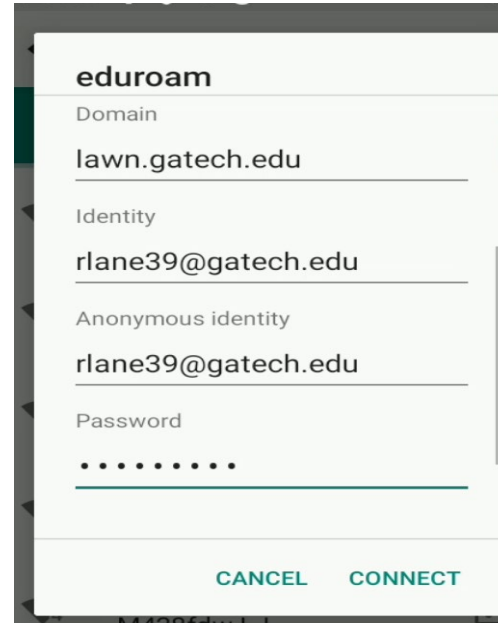 eduroam
Domain
lawn.gatech.edu
Identity
rlane39@gatech.edu
Anonymous identity
rlane39@gatech.edu
Password
•••••••••
CANCEL CONNECT